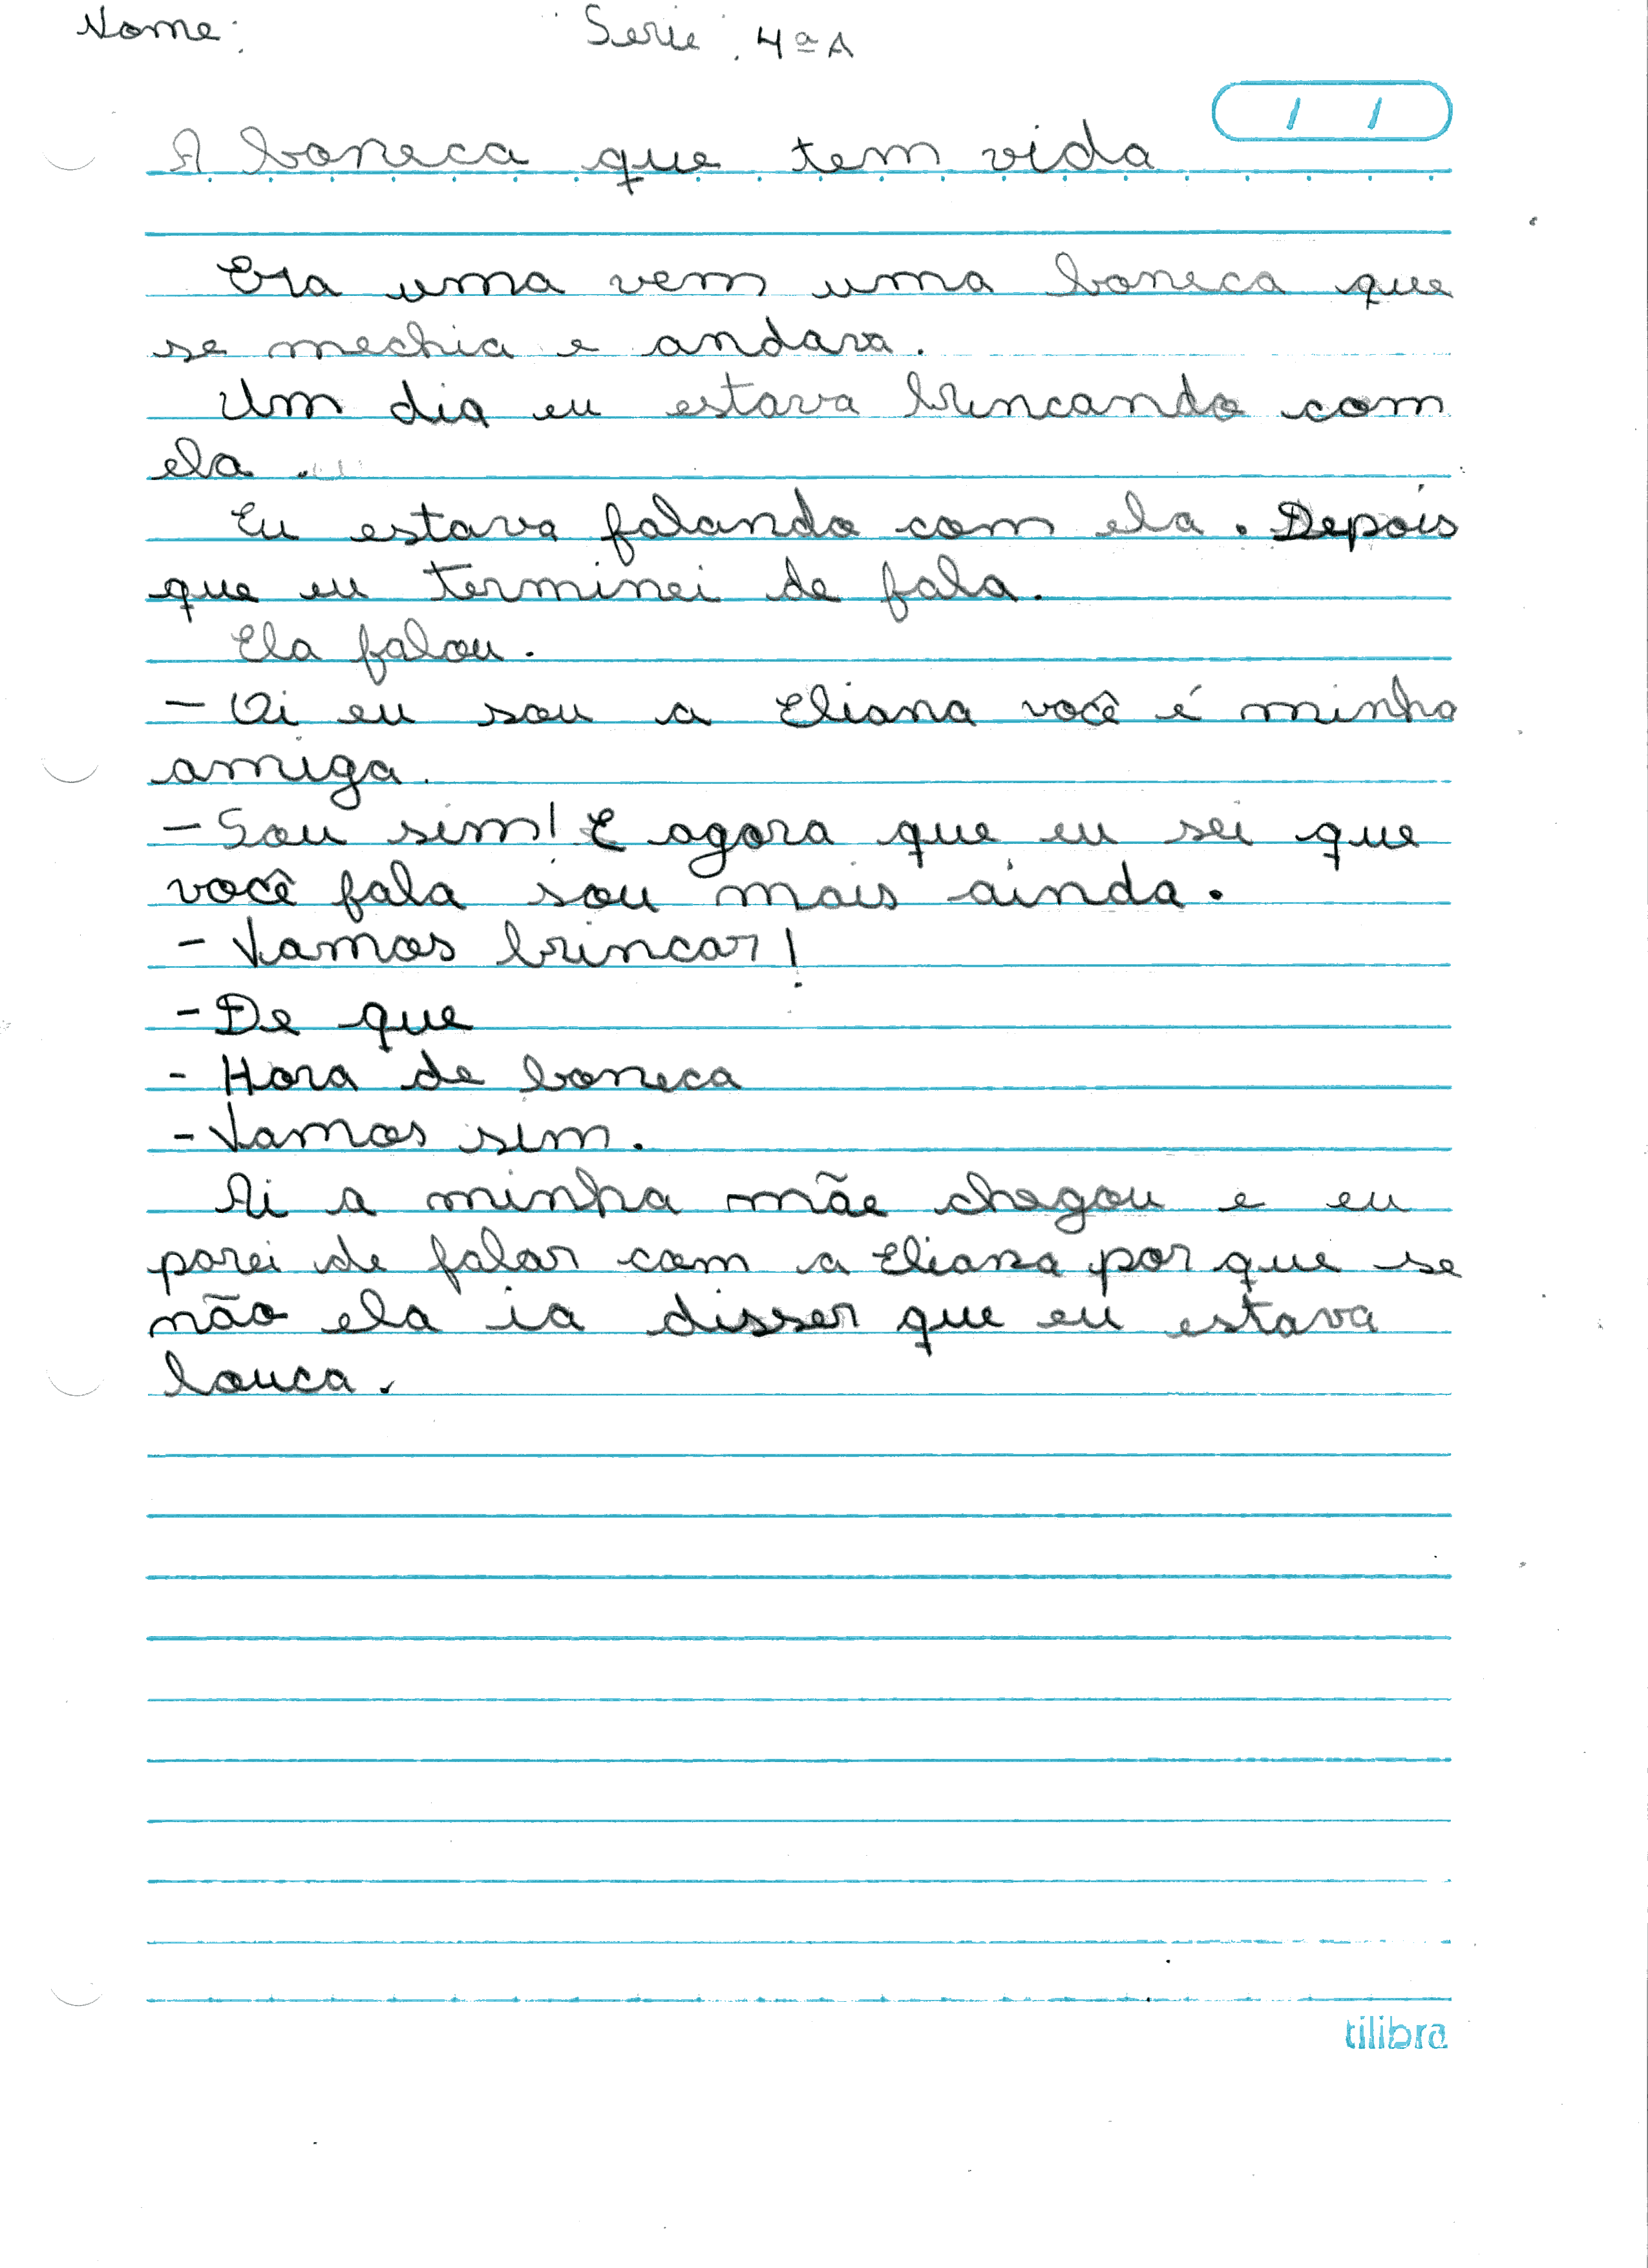 Nome: Serie. 4ª A
A boneca que tem vida
Era uma vem uma boneca que
se mechia e andava.
Um dia eu estava brincando com
ela.
Eu estava falando com ela. Depois
que eu terminei de fala.
Ela falou.
- Oi eu sou a Eliana você é minha
amiga.
- Sou sim! E agora que eu sei que
você fala sou mais ainda.
- Vamos brincar!
- De que
- Hora de boneca
- Vamos sim.
Ai a minha mãe chegou e eu
parei de falar com a Eliana por que se
não ela ia disser que eu estava
louca.
tilibra